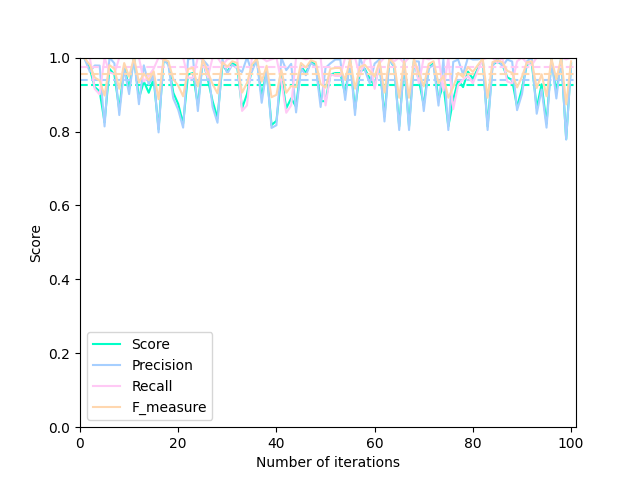 1.0
0.8
0.6
0.4
0.2
0.0
Score
Score
Precision
Recall
F_measure
0 20 40 60 80 100
Number of iterations